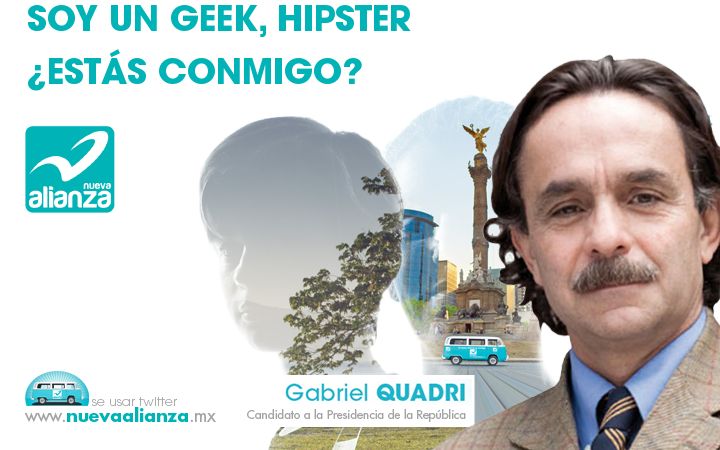 SOY UN GEEK, HIPSTER
¿ESTÁS CONMIGO?
nueva
alianza
se usar twitter
www.nuevaalianza.mx
Gabriel QUADRI
Candidato a la Presidencia de la República